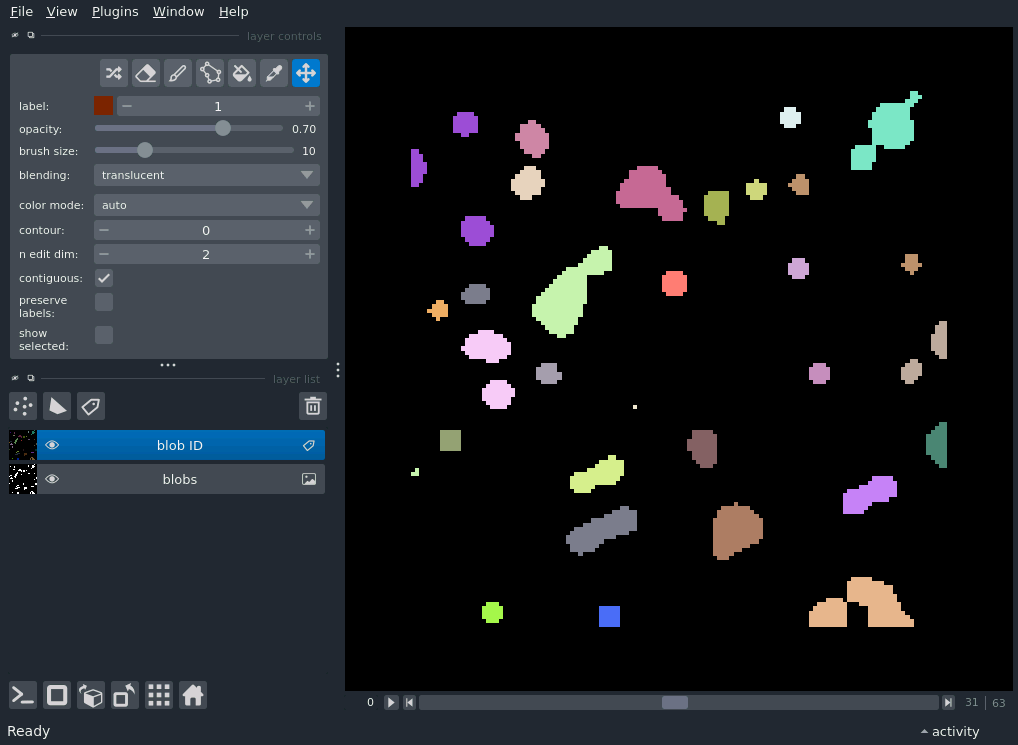 File View Plugins Window Help
layer controls
label: 1
opacity: 0.70
brush size: 10
blending: translucent
color mode: auto
contour: 0
n edit dim: 2
contiguous:
preserve
labels:
show
selected:
layer list
blob ID
blobs
0 31 | 63
Ready activity